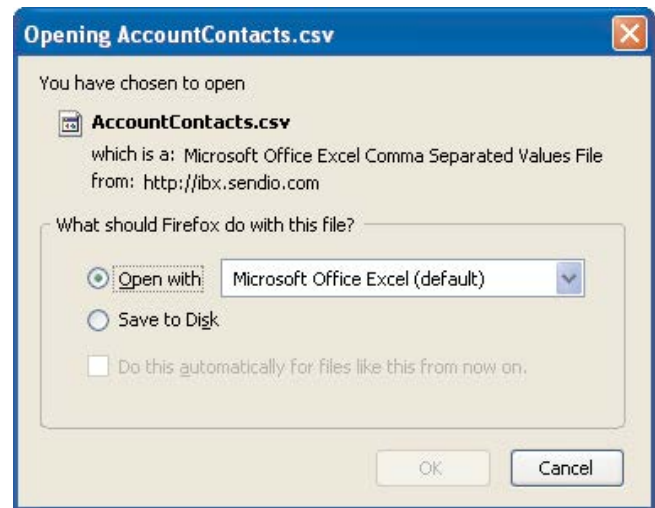 Opening AccountContacts.csv
You have chosen to open
AccountContacts.csv
which is a: Microsoft Office Excel Comma Separated Values File
from: http://ibx.sendio.com
What should Firefox do with this file?
Open with Microsoft Office Excel (default)
Save to Disk
Do this automatically for files like this from now on.
OK Cancel